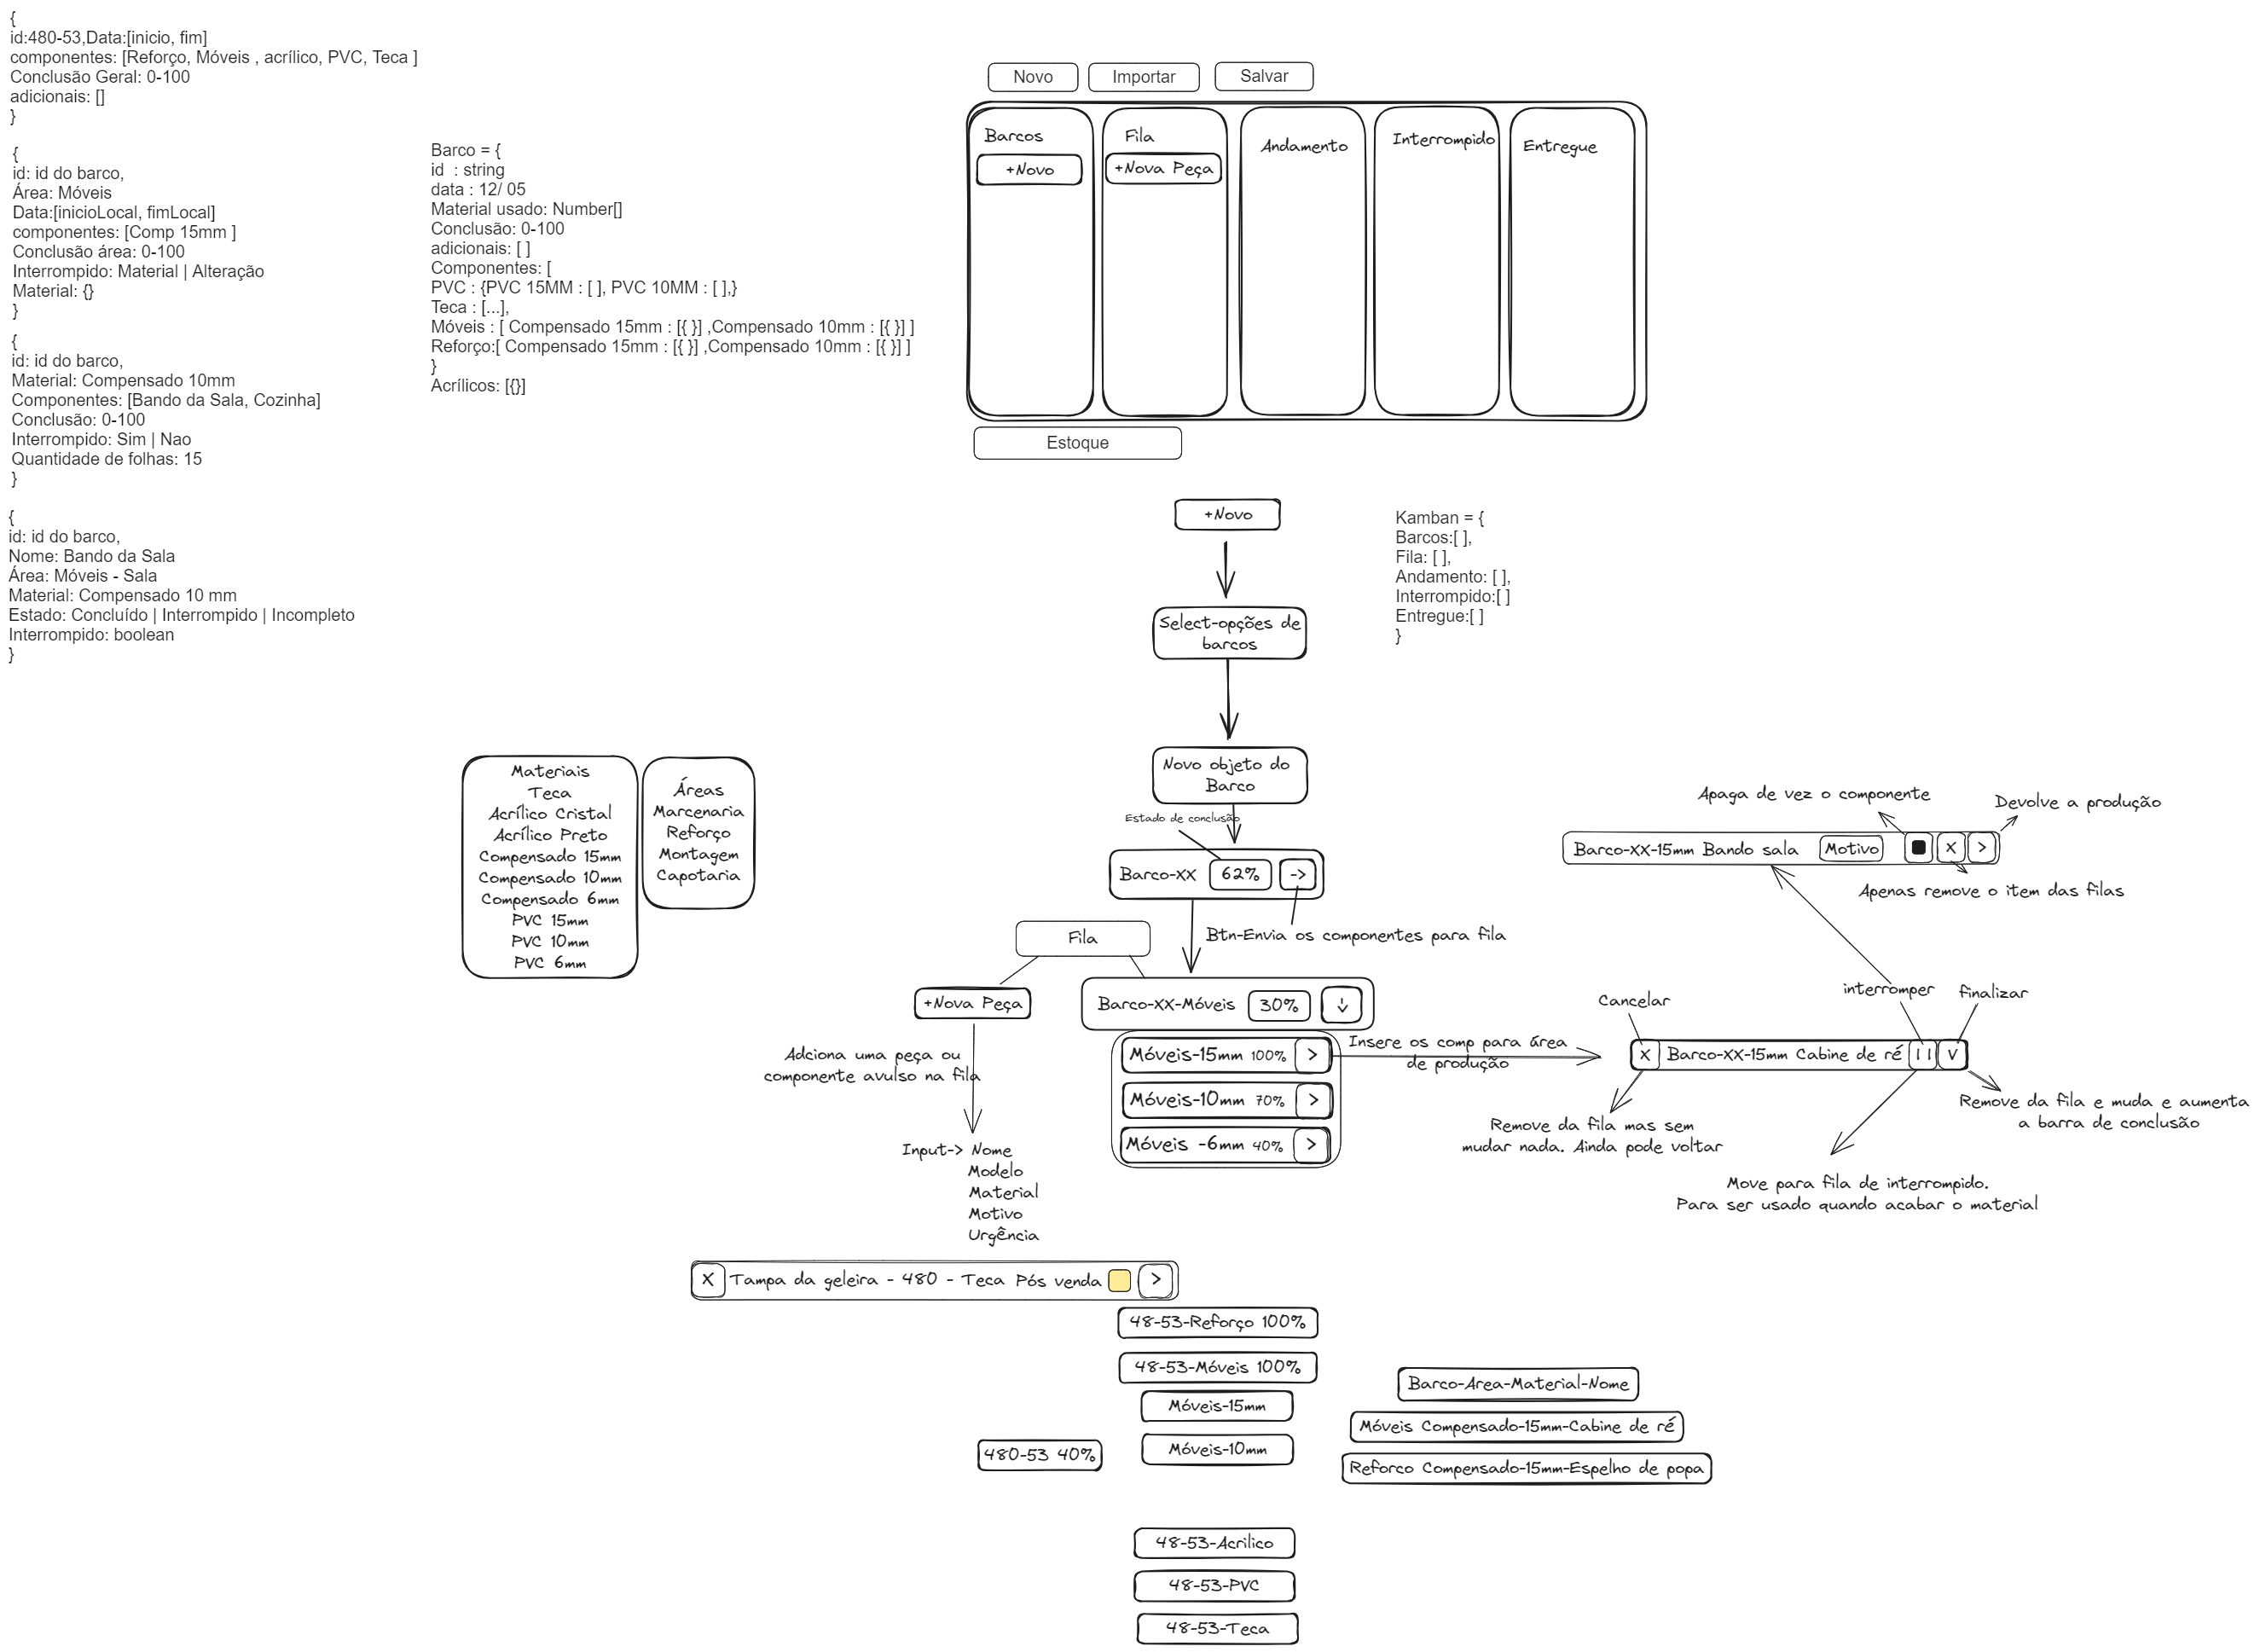 {
id:480-53,Data:[inicio, fim]
componentes: [Reforço, Móveis , acrílico, PVC, Teca ]
Conclusão Geral: 0-100
adicionais: []
}
{
id: id do barco,
Área: Móveis
Data:[inicioLocal, fimLocal]
componentes: [Comp 15mm ]
Conclusão área: 0-100
Interrompido: Material | Alteração
Material: {}
}
{
id: id do barco,
Material: Compensado 10mm
Componentes: [Bando da Sala, Cozinha]
Conclusão: 0-100
Interrompido: Sim | Nao
Quantidade de folhas: 15
}
{
id: id do barco,
Nome: Bando da Sala
Área: Móveis - Sala
Material: Compensado 10 mm
Estado: Concluído | Interrompido | Incompleto
Interrompido: boolean
}
Barco = {
id : string
data : 12/ 05
Material usado: Number[]
Conclusão: 0-100
adicionais: [ ]
Componentes: [
PVC : {PVC 15MM : [ ], PVC 10MM : [ ],}
Teca : [...],
Móveis : [ Compensado 15mm : [{ }] ,Compensado 10mm : [{ }] ]
Reforço:[ Compensado 15mm : [{ }] ,Compensado 10mm : [{ }] ]
}
Acrílicos: [{}]
Novo
Importar
Salvar
Barcos
+Novo
Fila
+Nova Peça
Andamento
Interrompido
Entregue
Estoque
+Novo
Select-opções de
barcos
Novo objeto do
Barco
Kamban = {
Barcos:[ ],
Fila: [ ],
Andamento: [ ],
Interrompido:[ ]
Entregue:[ ]
}
Materiais
Teca
Acrílico Cristal
Acrílico Preto
Compensado 15mm
Compensado 10mm
Compensado 6mm
PVC 15mm
PVC 10mm
PVC 6mm
Áreas
Marcenaria
Reforço
Montagem
Capotaria
Estado de conclusão
Barco-XX
62%
->
Btn-Envia os componentes para fila
Fila
+Nova Peça
Barco-XX-Móveis
30%
Móveis-15mm 100% >
Móveis-10mm 70% >
Móveis -6mm 40% >
Insere os comp para área
de produção
Adciona uma peça ou
componente avulso na fila
Input-> Nome
Modelo
Material
Motivo
Urgência
X Tampa da geleira - 480 - Teca Pós venda >
Apaga de vez o componente
Devolve a produção
Barco-XX-15mm Bando sala
Motivo
X
>
Apenas remove o item das filas
Cancelar
interromper
finalizar
X Barco-XX-15mm Cabine de ré | | V
Remove da fila mas sem
mudar nada. Ainda pode voltar
Remove da fila e muda e aumenta
a barra de conclusão
Move para fila de interrompido.
Para ser usado quando acabar o material
48-53-Reforço 100%
48-53-Móveis 100%
Móveis-15mm
Móveis-10mm
480-53 40%
Barco-Area-Material-Nome
Móveis Compensado-15mm-Cabine de ré
Reforco Compensado-15mm-Espelho de popa
48-53-Acrilico
48-53-PVC
48-53-Teca